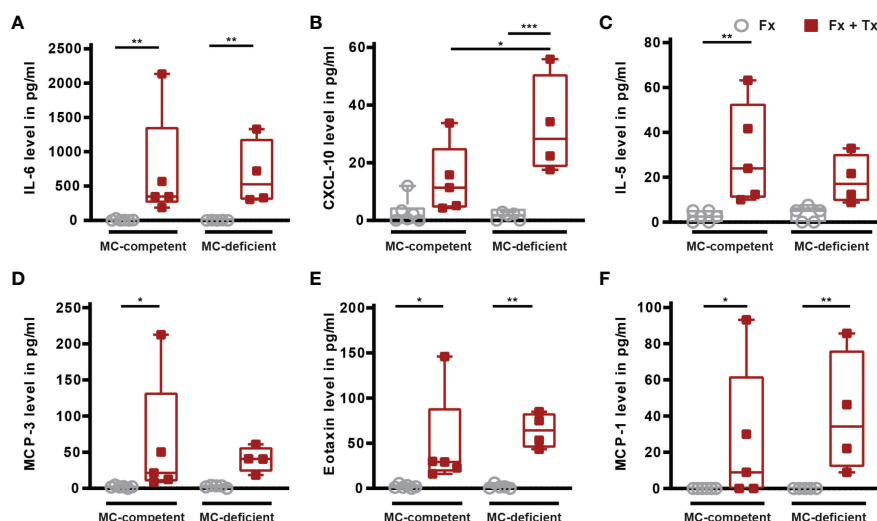 A
IL-6 level in pg/ml
2500
2000
1500
1000
500
0
**
**
MC-competent
MC-deficient
B
CXCL-10 level in pg/ml
60
40
20
0
***
*
MC-competent
MC-deficient
C
Fx
Fx + Tx
IL-5 level in pg/ml
80
60
40
20
0
**
MC-competent
MC-deficient
D
MCP-3 level in pg/ml
250
200
150
100
50
0
*
MC-competent
MC-deficient
E
Eotaxin level in pg/ml
200
150
100
50
0
*
**
MC-competent
MC-deficient
F
MCP-1 level in pg/ml
100
80
60
40
20
0
*
**
MC-competent
MC-deficient